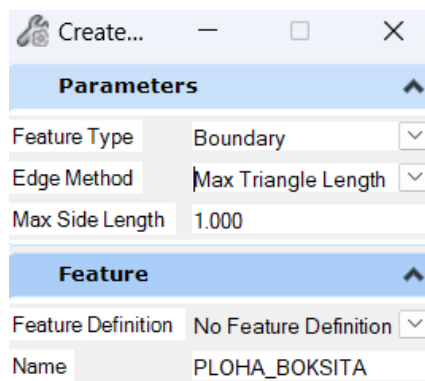 Create...
Parameters
Feature Type Boundary
Edge Method Max Triangle Length
Max Side Length 1.000
Feature
Feature Definition No Feature Definition
Name PLOHA_BOKSITA